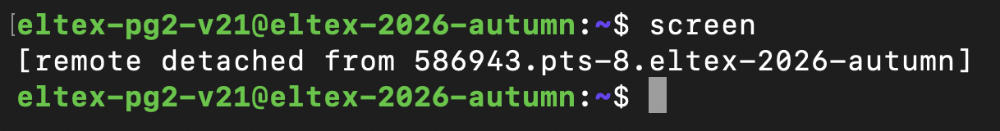 eltex-pg2-v21@eltex-2026-autumn:~$ screen
[remote detached from 586943.pts-8.eltex-2026-autumn]
eltex-pg2-v21@eltex-2026-autumn:~$